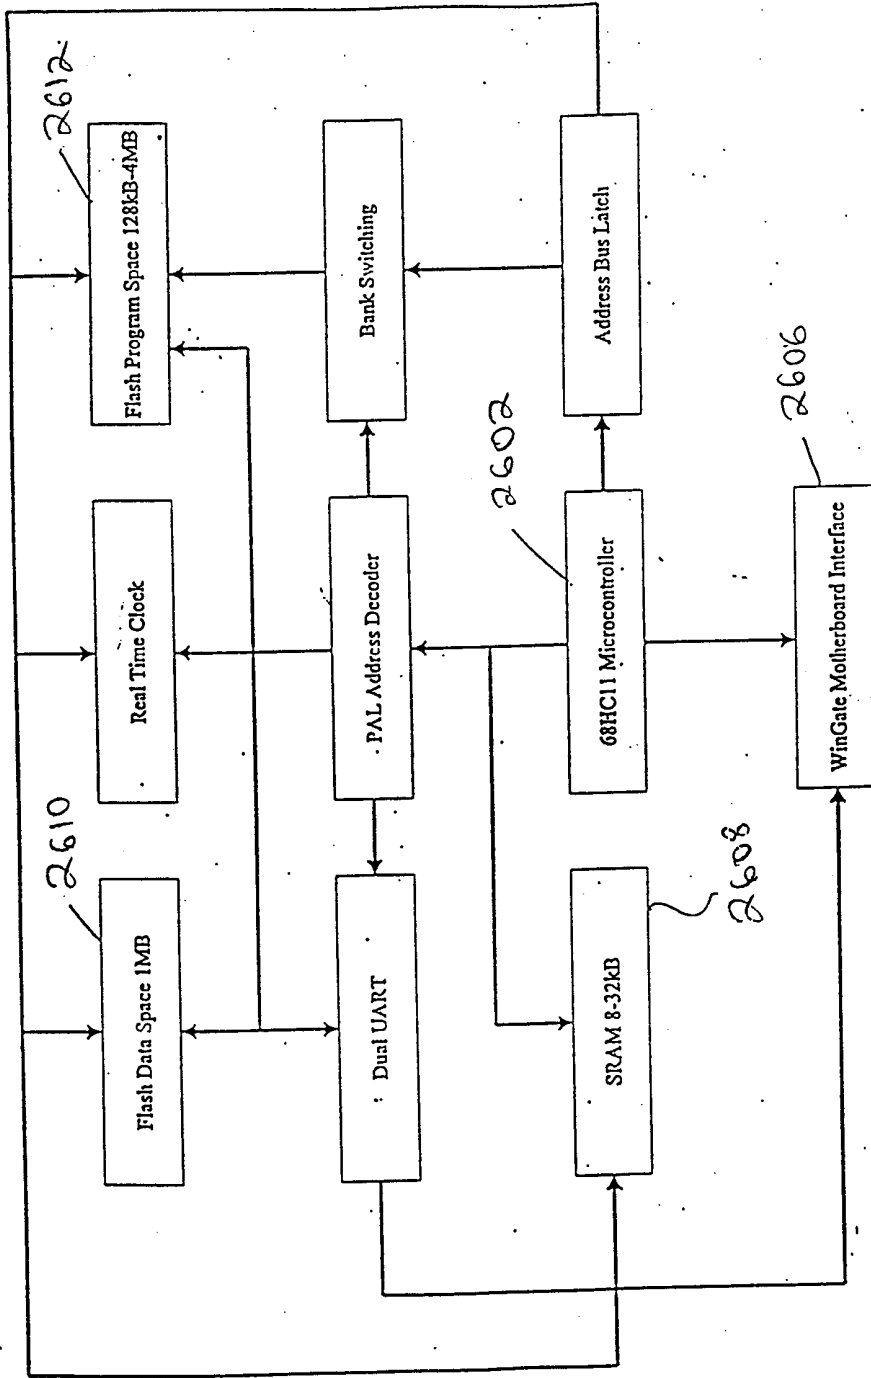 2612
Flash Program Space 128kB-4MB
Bank Switching
Address Bus Latch
Real Time Clock
PAL Address Decoder
2602
68HC11 Microcontroller
2606
WinGate Motherboard Interface
2610
Flash Data Space 1MB
Dual UART
SRAM 8-32kB
2608